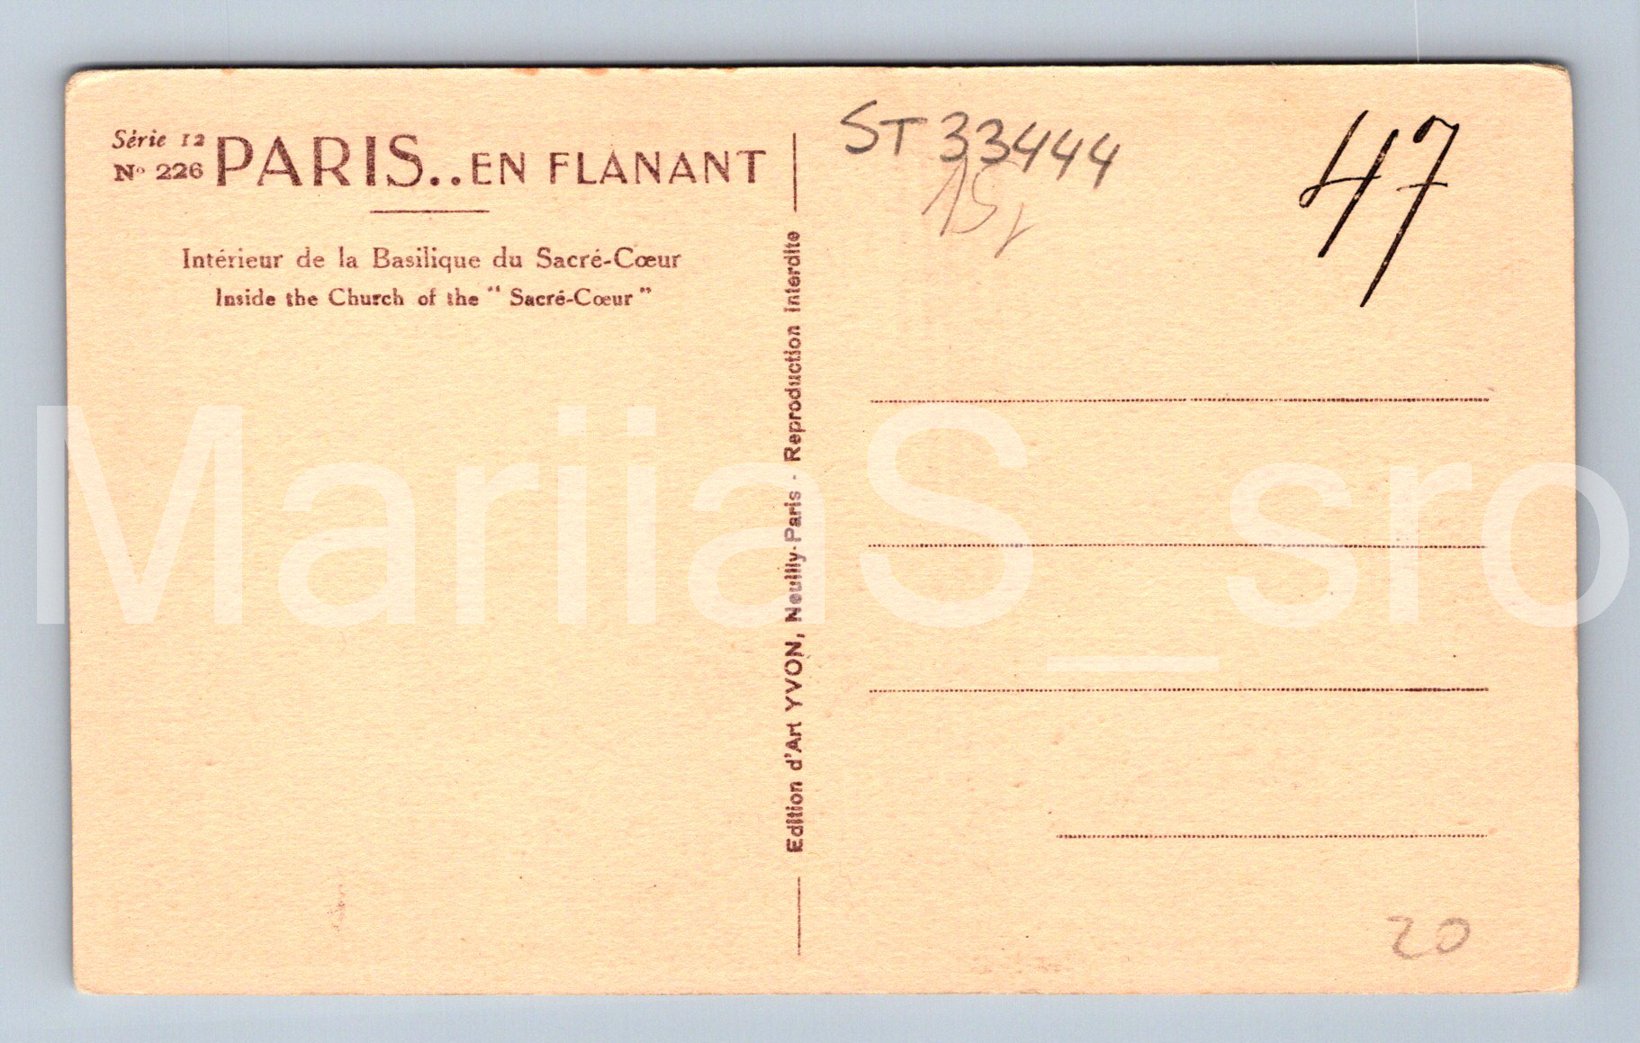 Série 12
Nº 226
PARIS..EN FLANANT
Intérieur de la Basilique du Sacré-Cœur
Inside the Church of the " Sacré-Cœur "
Edition d'Art YVON, Neuilly-Paris - Reproduction Interdite
ST 33444
47
20
MariiaS_sro